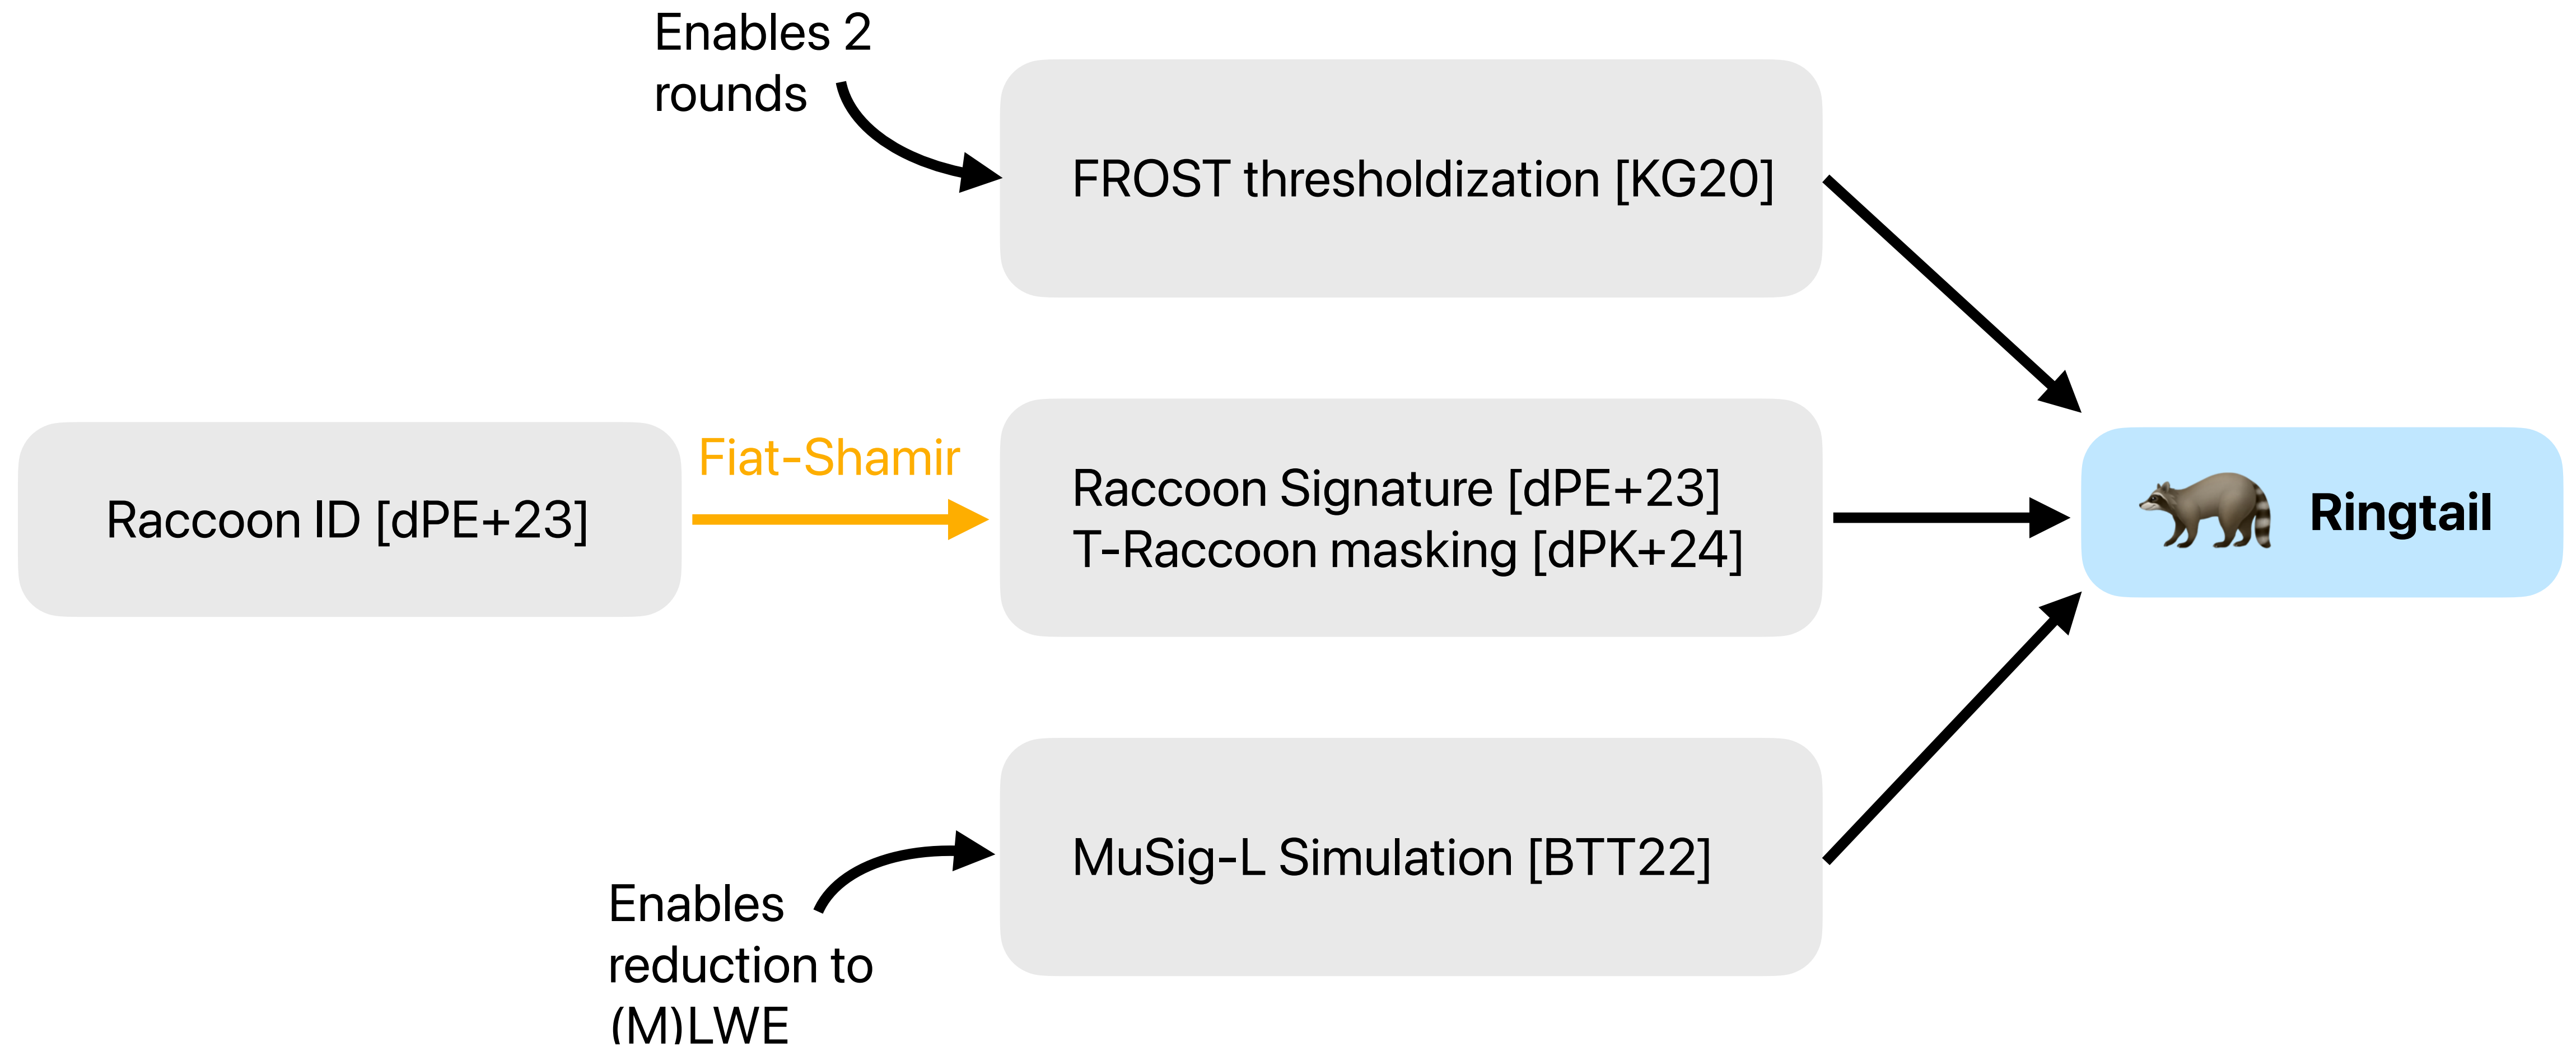 Enables 2
rounds
FROST thresholdization [KG20]
Raccoon ID [dPE+23]
Fiat-Shamir
Raccoon Signature [dPE+23]
T-Raccoon masking [dPK+24]
Ringtail
MuSig-L Simulation [BTT22]
Enables
reduction to
(M)LWE